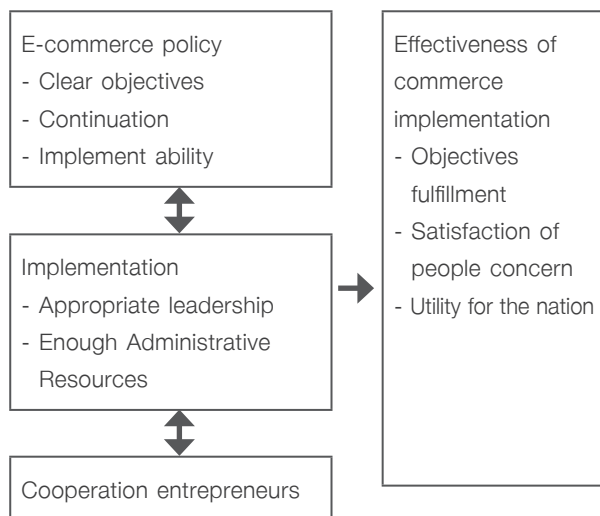 E-commerce policy
- Clear objectives
- Continuation
- Implement ability
Implementation
- Appropriate leadership
- Enough Administrative
Resources
Cooperation entrepreneurs
Effectiveness of
commerce
implementation
- Objectives
fulfillment
- Satisfaction of
people concern
- Utility for the nation